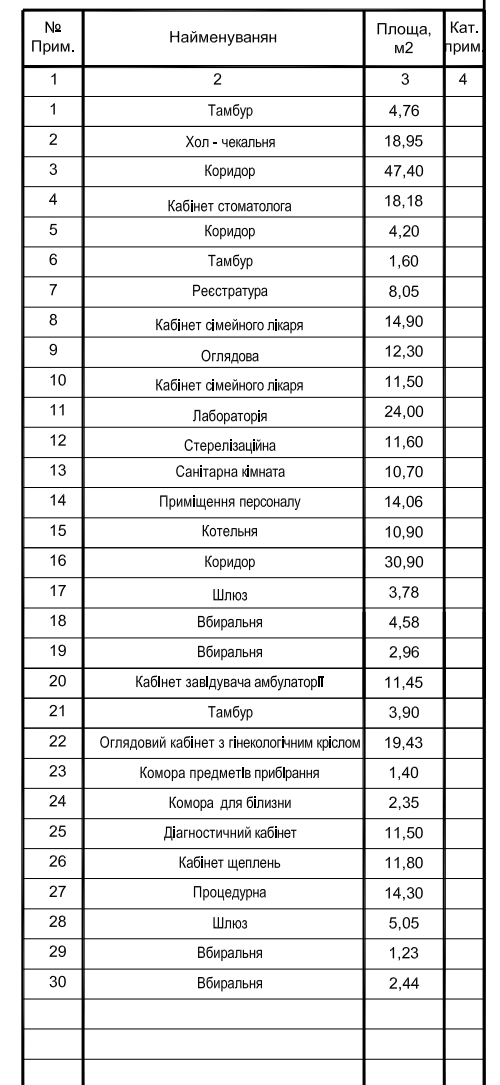 № Прим. Найменуванян Площа, м2 Кат. прим.
1 2 3 4
1 Тамбур 4,76
2 Хол - чекальня 18,95
3 Коридор 47,40
4 Кабінет стоматолога 18,18
5 Коридор 4,20
6 Тамбур 1,60
7 Реєстратура 8,05
8 Кабінет сімейного лікаря 14,90
9 Оглядова 12,30
10 Кабінет сімейного лікаря 11,50
11 Лабораторія 24,00
12 Стерелізаційна 11,60
13 Санітарна кімната 10,70
14 Приміщення персоналу 14,06
15 Котельня 10,90
16 Коридор 30,90
17 Шлюз 3,78
18 Вбиральня 4,58
19 Вбиральня 2,96
20 Кабінет завідувача амбулаторії 11,45
21 Тамбур 3,90
22 Оглядовий кабінет з гінекологічним кріслом 19,43
23 Комора предметів прибірання 1,40
24 Комора для білизни 2,35
25 Діагностичний кабінет 11,50
26 Кабінет щеплень 11,80
27 Процедурна 14,30
28 Шлюз 5,05
29 Вбиральня 1,23
30 Вбиральня 2,44